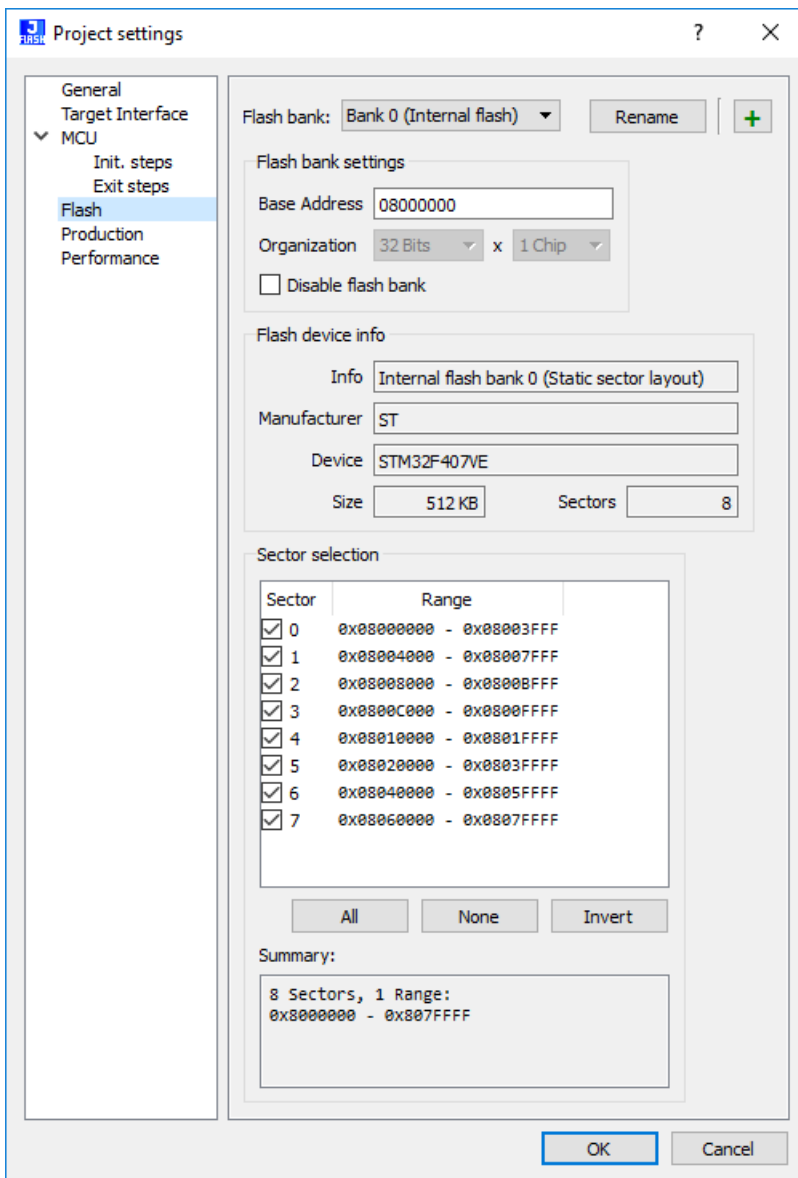 J
FLASH
Project settings
?
General
Target Interface
MCU
Init. steps
Exit steps
Flash
Production
Performance
Flash bank: Bank 0 (Internal flash) Rename
Flash bank settings
Base Address 08000000
Organization 32 Bits x 1 Chip
Disable flash bank
Flash device info
Info Internal flash bank 0 (Static sector layout)
Manufacturer ST
Device STM32F407VE
Size 512 KB Sectors 8
Sector selection
Sector Range
0 0x08000000 - 0x08003FFF
1 0x08004000 - 0x08007FFF
2 0x08008000 - 0x0800BFFF
3 0x0800C000 - 0x0800FFFF
4 0x08010000 - 0x0801FFFF
5 0x08020000 - 0x0803FFFF
6 0x08040000 - 0x0805FFFF
7 0x08060000 - 0x0807FFFF
All None Invert
Summary:
8 Sectors, 1 Range:
0x8000000 - 0x807FFFF
OK Cancel